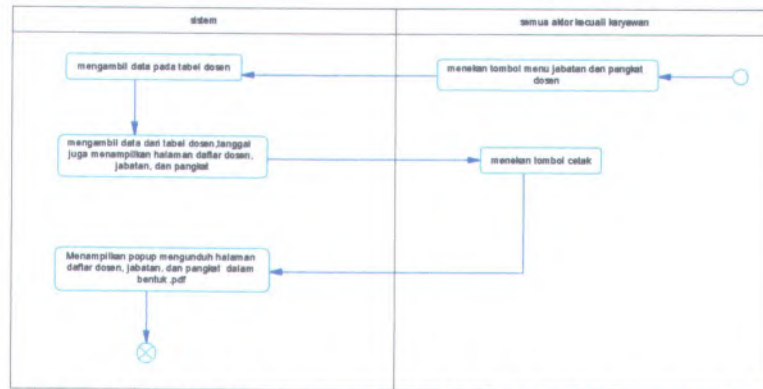 sistem
semua aktor kecuali karyawan
mengambil data pada tabel dosen
menekan tombol menu jabatan dan pangkat
dosen
mengambil data dari tabel dosen,tanggal
juga menampilkan halaman daftar dosen,
jabatan, dan pangkat
menekan tombol cetak
Menampilkan popup mengunduh halaman
daftar dosen, jabatan, dan pangkat dalam
bentuk .pdf